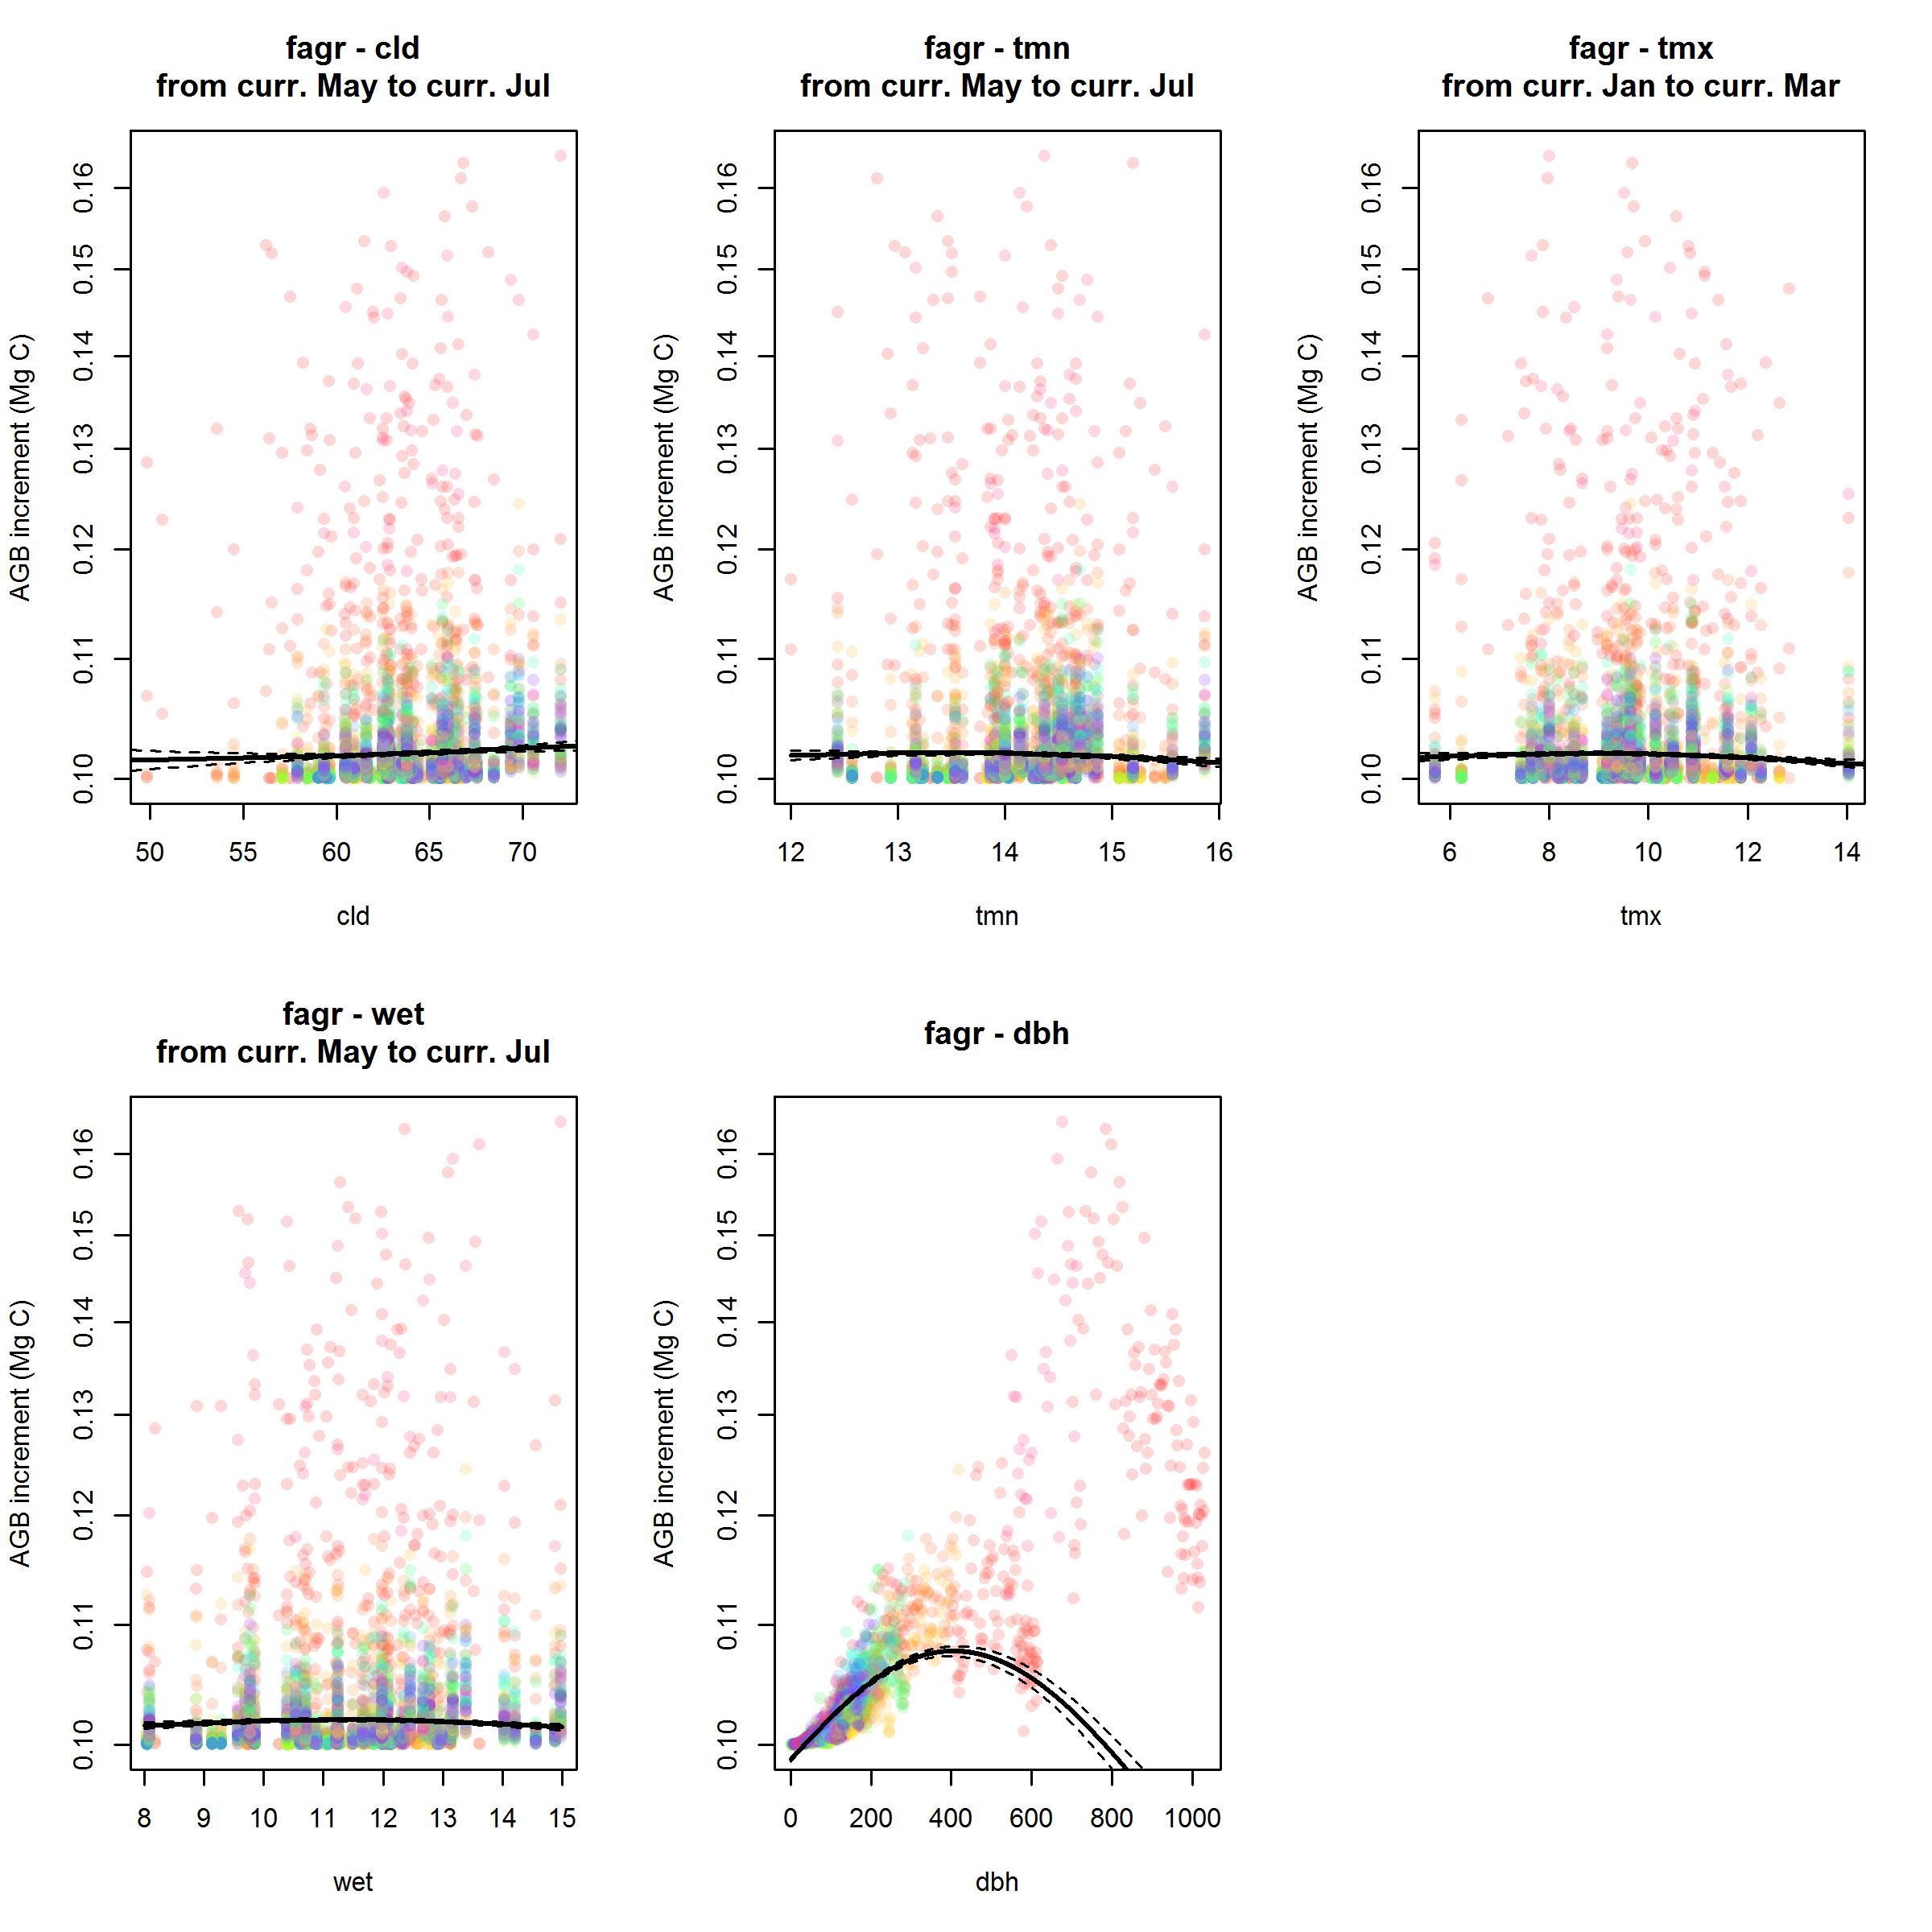 fagr - cld
from curr. May to curr. Jul
AGB increment (Mg C)
0.16
0.15
0.14
0.13
0.12
0.11
0.10
50 55 60 65 70
cld
fagr - tmn
from curr. May to curr. Jul
AGB increment (Mg C)
0.16
0.15
0.14
0.13
0.12
0.11
0.10
12 13 14 15 16
tmn
fagr - tmx
from curr. Jan to curr. Mar
AGB increment (Mg C)
0.16
0.15
0.14
0.13
0.12
0.11
0.10
6 8 10 12 14
tmx
fagr - wet
from curr. May to curr. Jul
AGB increment (Mg C)
0.16
0.15
0.14
0.13
0.12
0.11
0.10
8 9 10 11 12 13 14 15
wet
fagr - dbh
AGB increment (Mg C)
0.16
0.15
0.14
0.13
0.12
0.11
0.10
0 200 400 600 800 1000
dbh